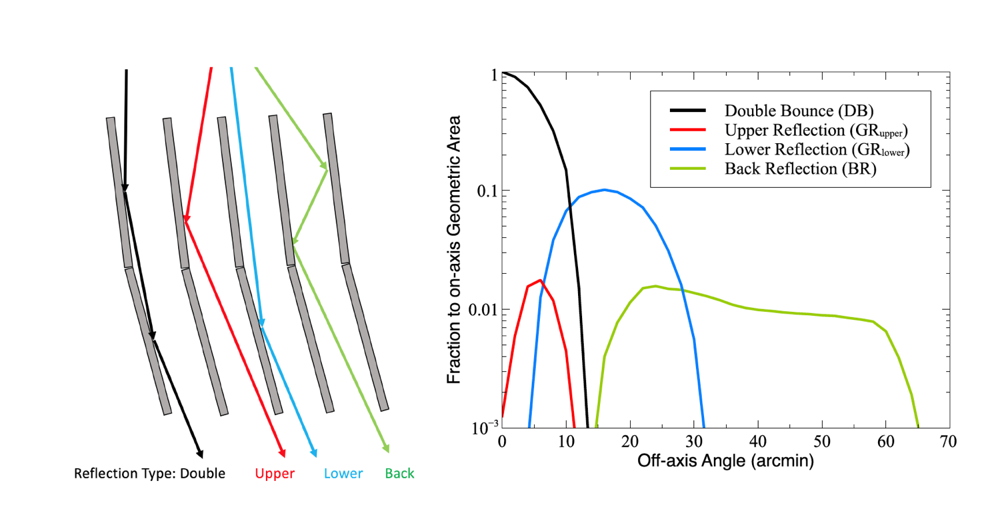 Reflection Type: Double Upper Lower Back
Fraction to on-axis Geometric Area
1
0.1
0.01
10⁻³
Double Bounce (DB)
Upper Reflection (GRupper)
Lower Reflection (GRlower)
Back Reflection (BR)
0 10 20 30 40 50 60 70
Off-axis Angle (arcmin)